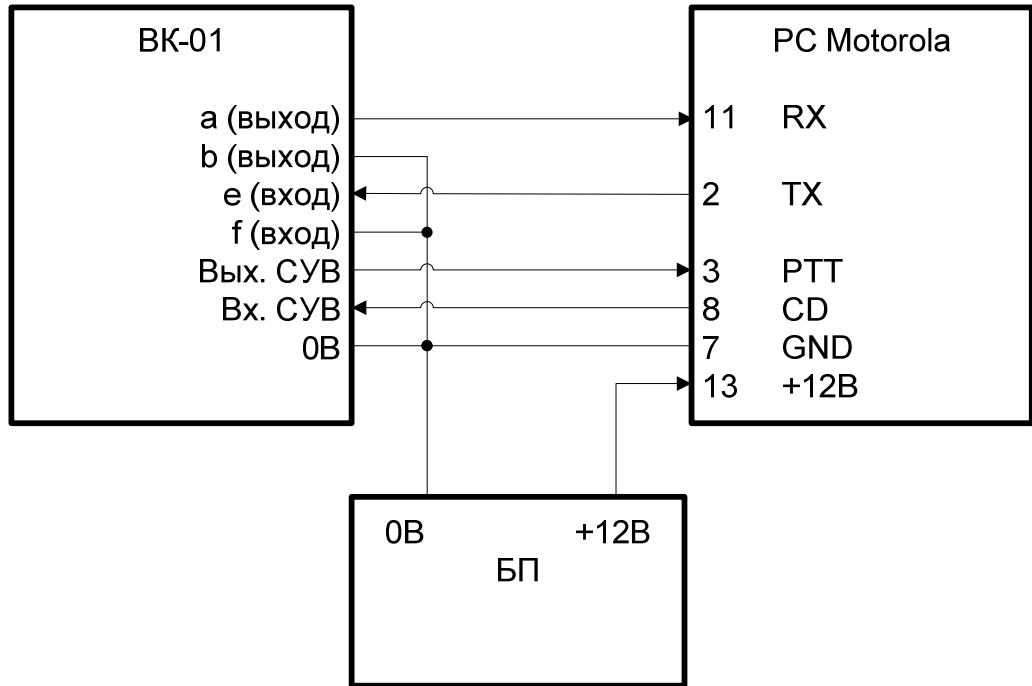 ВК-01
РС Motorola
a (выход)
b (выход)
e (вход)
f (вход)
Вых. СУВ
Вх. СУВ
0В
11 RX
2 TX
3 PTT
8 CD
7 GND
13 +12В
0В +12В
БП